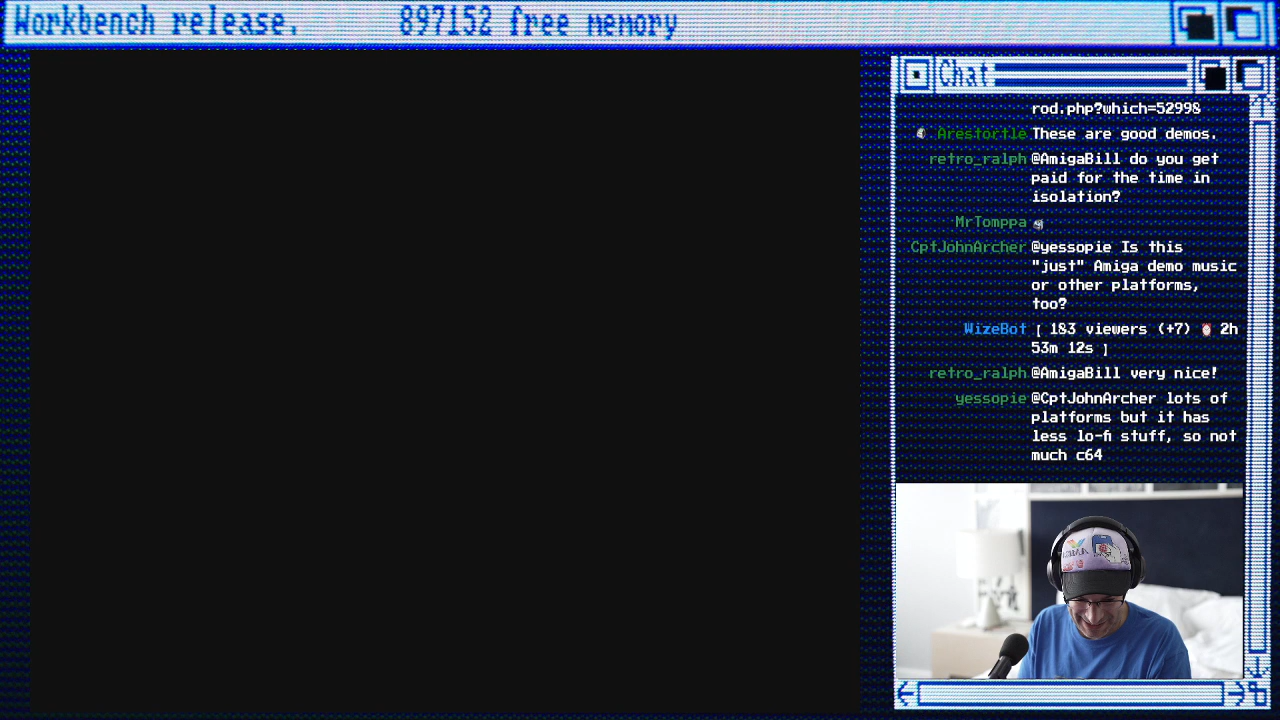 Workbench release. 897152 free memory
Chat
rod.php?which=52998
Arestortle These are good demos.
retro_ralph @AmigaBill do you get
paid for the time in
isolation?
MrTomppa
CptJohnArcher @yessopie Is this
"just" Amiga demo music
or other platforms,
too?
WizeBot [ 183 viewers (+7) 2h
53m 12s ]
retro_ralph @AmigaBill very nice!
yessopie @CptJohnArcher lots of
platforms but it has
less lo-fi stuff, so not
much c64